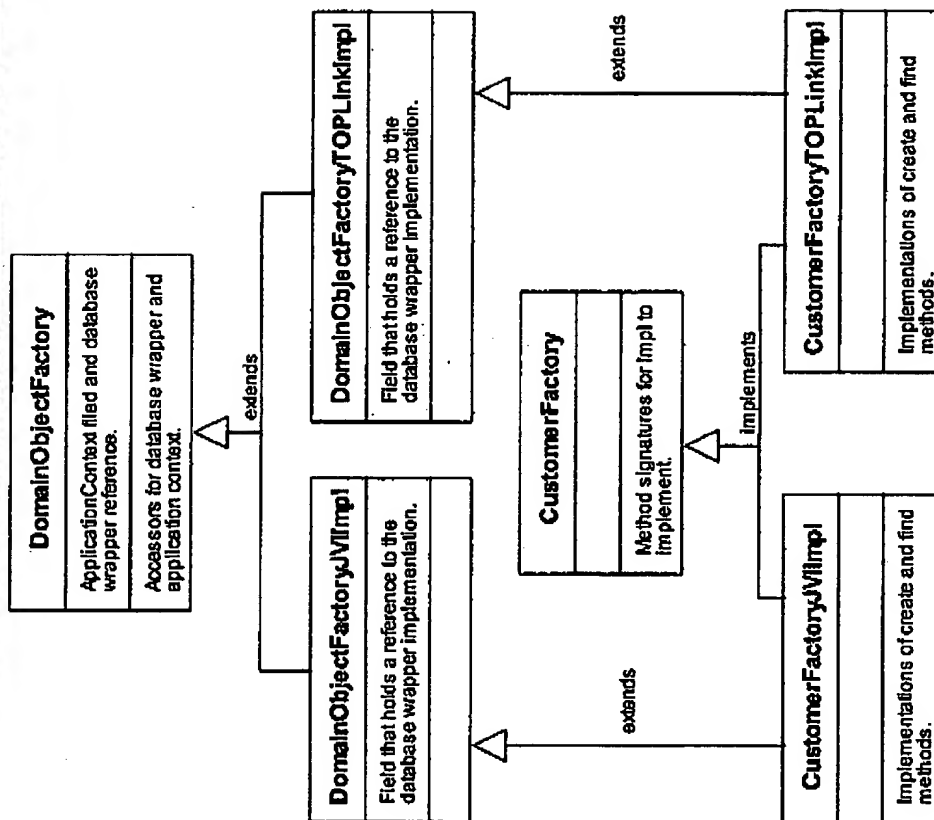 DomainObjectFactory
ApplicationContext filed and database
wrapper reference.
Accessors for database wrapper and
application context.
extends
DomainObjectFactoryJVIImpl
Field that holds a reference to the
database wrapper implementation.
DomainObjectFactoryTOPLinkImpl
Field that holds a reference to the
database wrapper implementation.
CustomerFactory
Method signatures for Impl to
implement.
extends
implements
extends
CustomerFactoryJVIImpl
Implementations of create and find
methods.
CustomerFactoryTOPLinkImpl
Implementations of create and find
methods.